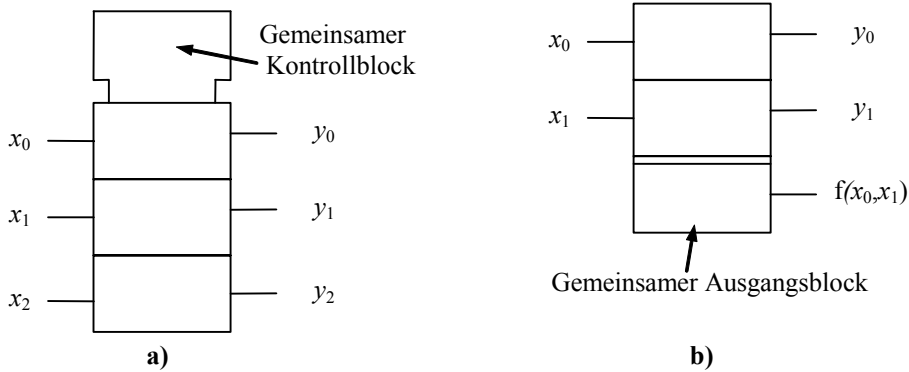 Gemeinsamer
Kontrollblock
x0
y0
x1
y1
x2
y2
a)
x0
y0
x1
y1
f(x0,x1)
Gemeinsamer Ausgangsblock
b)